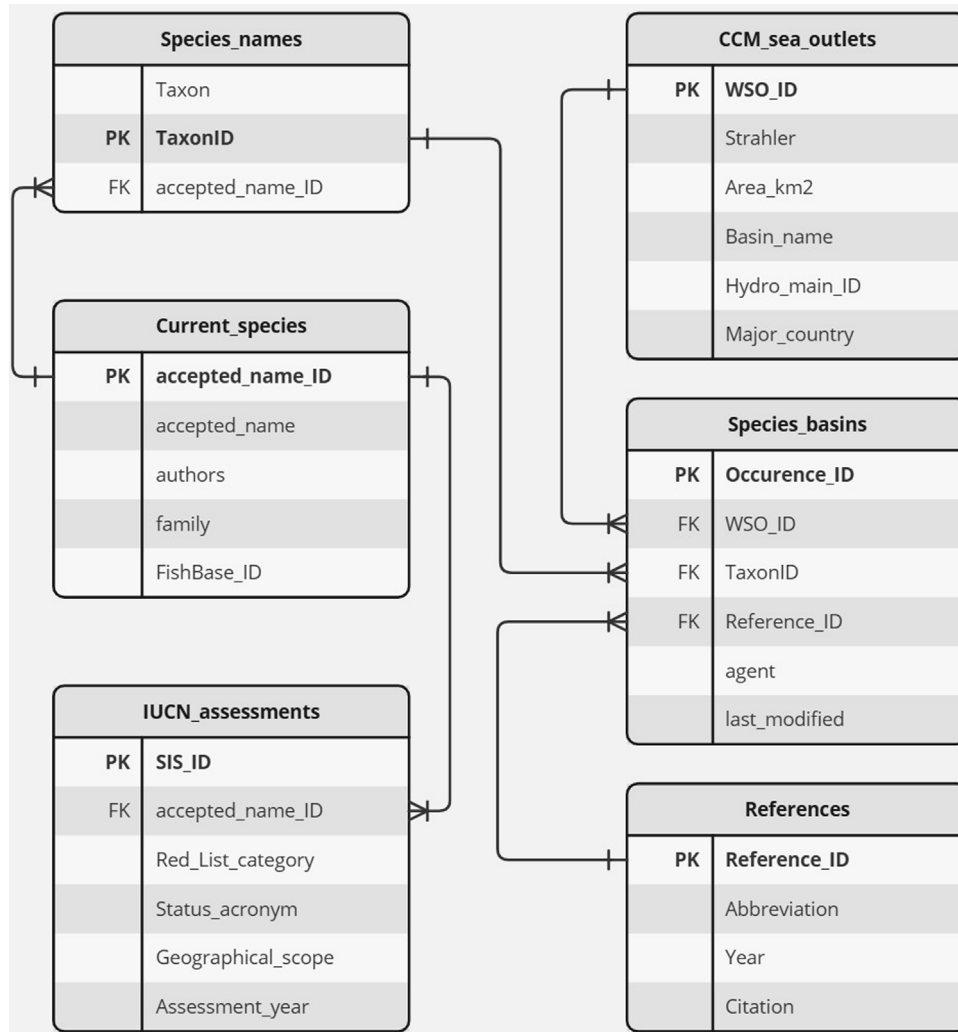 Species_names
Taxon
PK TaxonID
FK accepted_name_ID
Current_species
PK accepted_name_ID
accepted_name
authors
family
FishBase_ID
IUCN_assessments
PK SIS_ID
FK accepted_name_ID
Red_List_category
Status_acronym
Geographical_scope
Assessment_year
CCM_sea_outlets
PK WSO_ID
Strahler
Area_km2
Basin_name
Hydro_main_ID
Major_country
Species_basins
PK Occurence_ID
FK WSO_ID
FK TaxonID
FK Reference_ID
agent
last_modified
References
PK Reference_ID
Abbreviation
Year
Citation